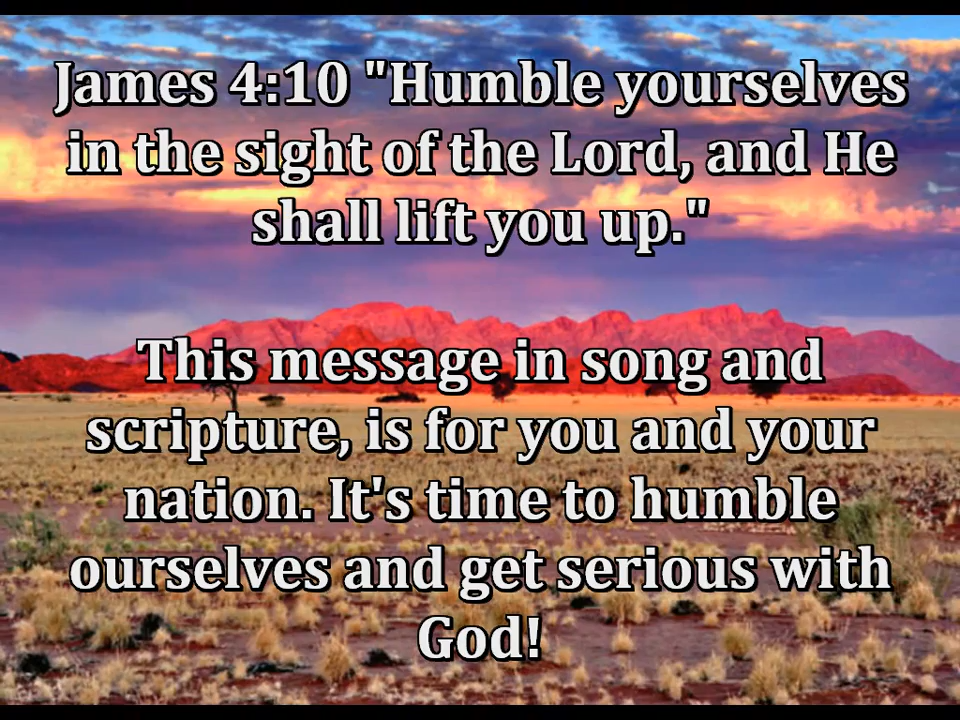 James 4:10 "Humble yourselves
in the sight of the Lord, and He
shall lift you up."
This message in song and
scripture, is for you and your
nation. It's time to humble
ourselves and get serious with
God!